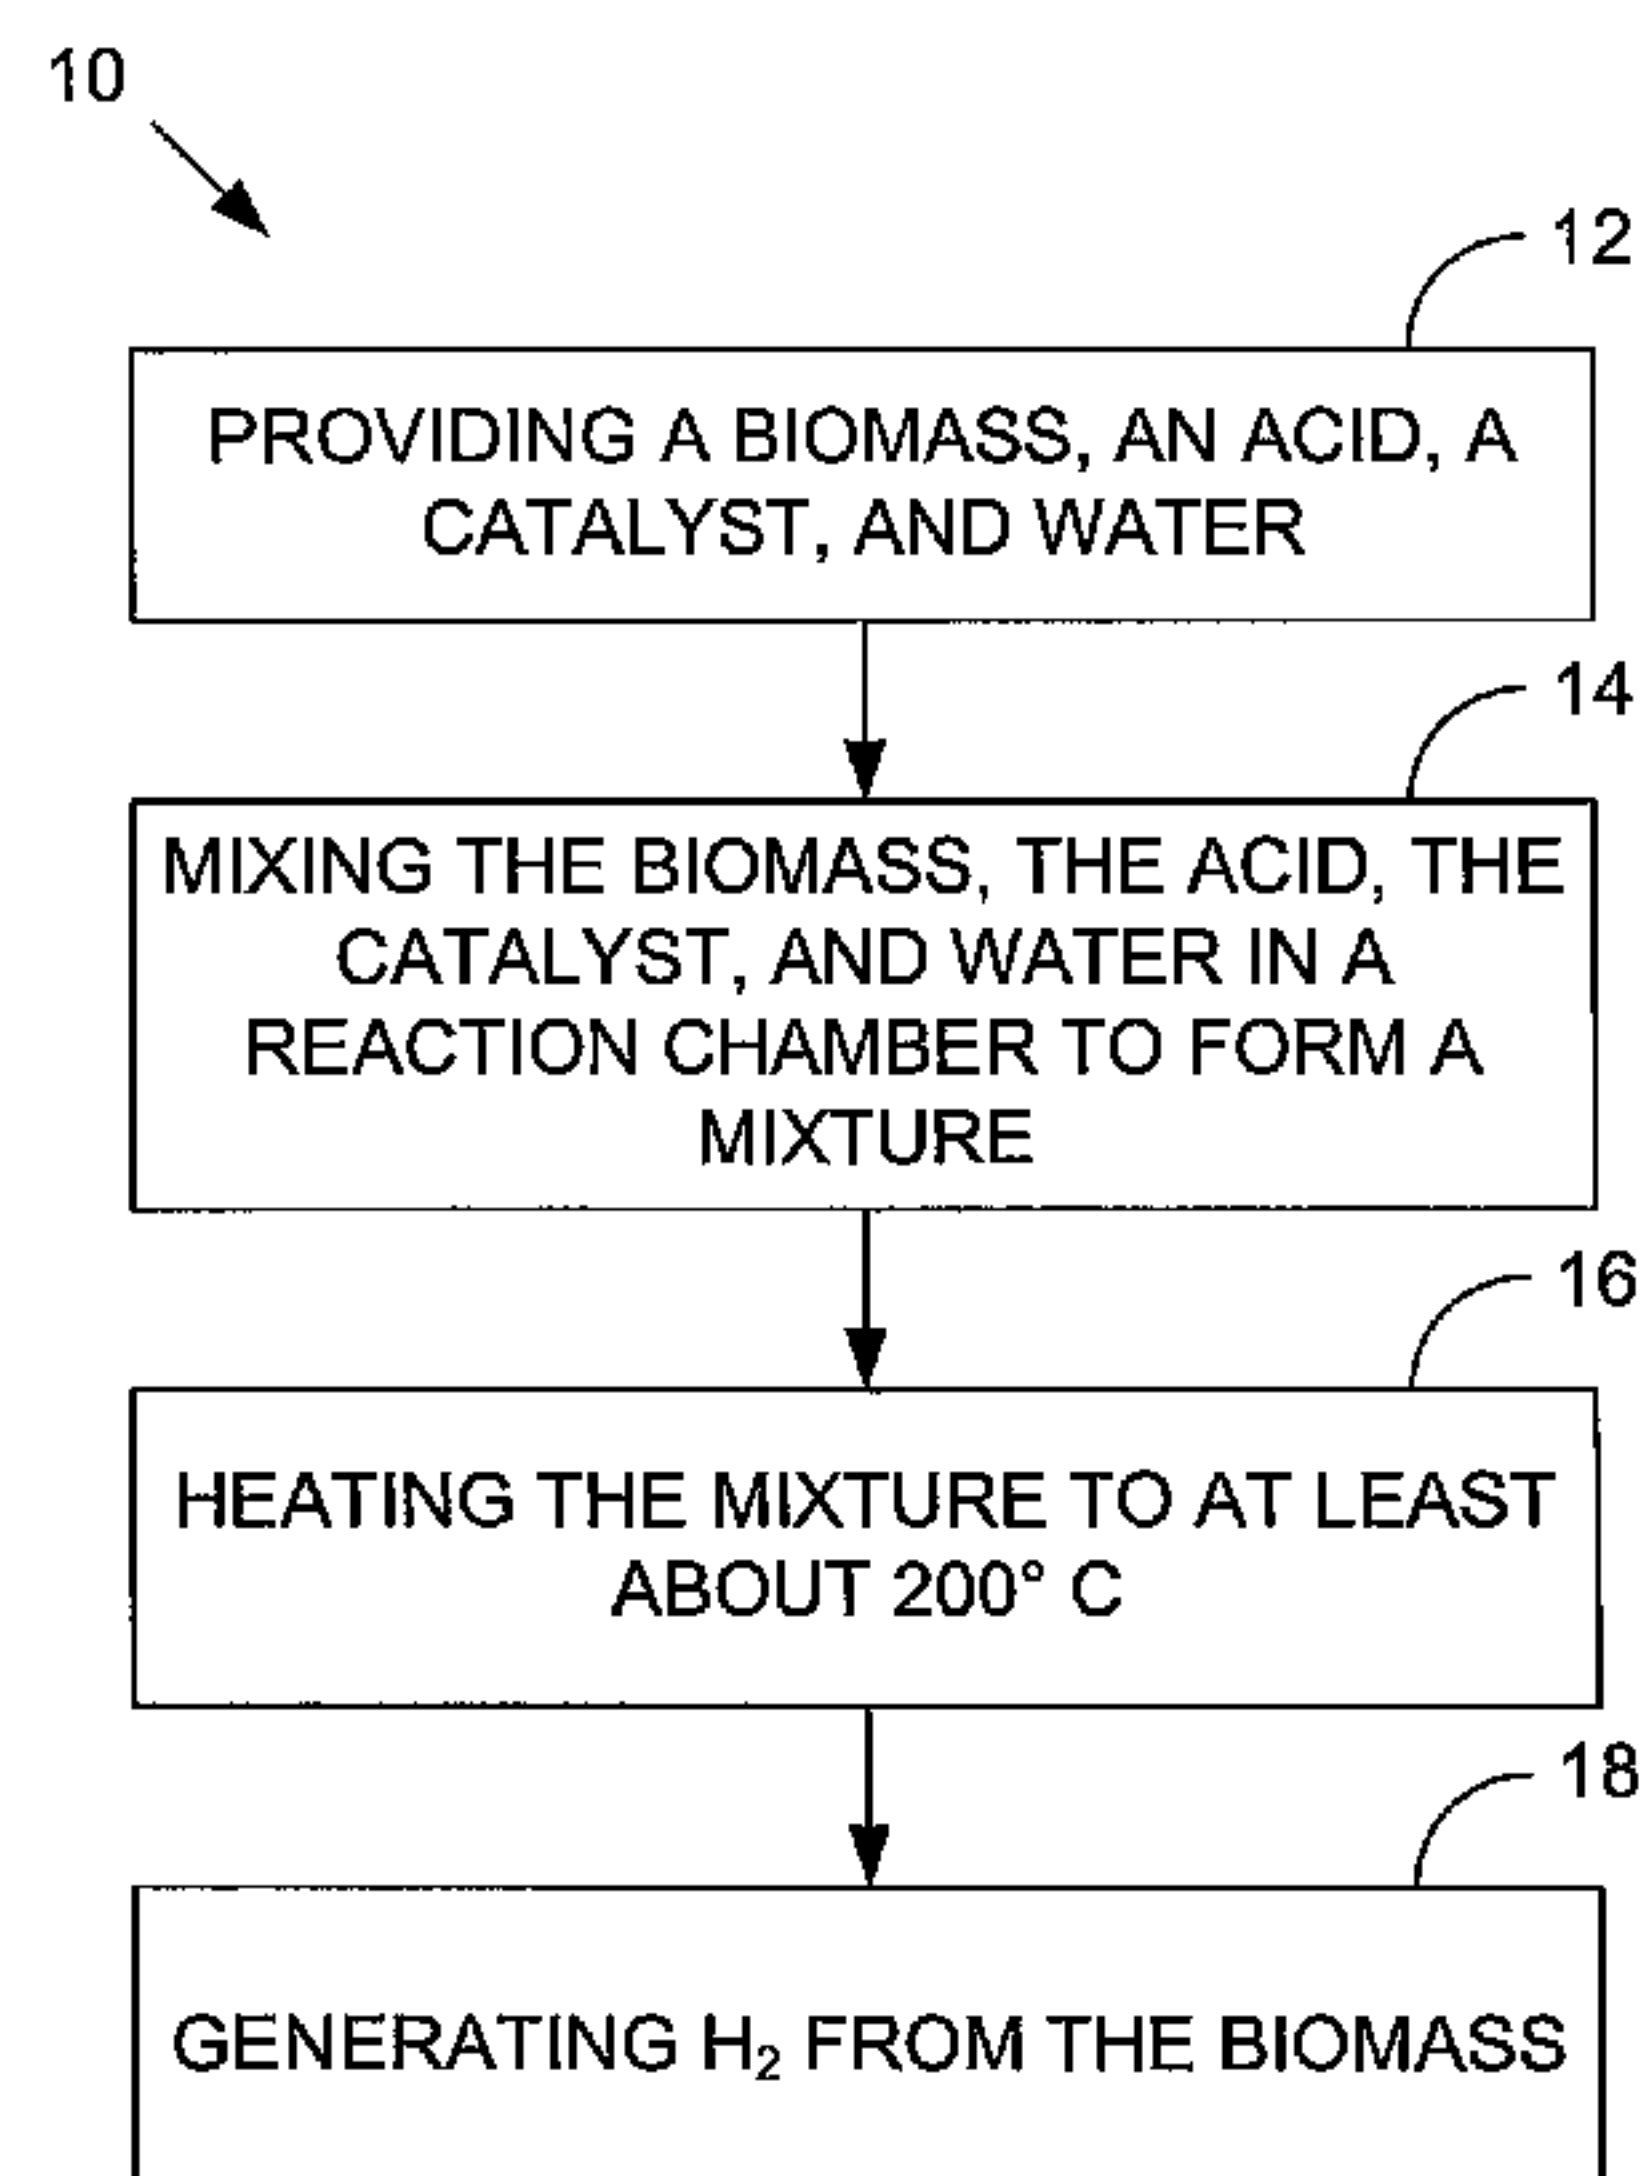 10
12
PROVIDING A BIOMASS, AN ACID, A
CATALYST, AND WATER
14
MIXING THE BIOMASS, THE ACID, THE
CATALYST, AND WATER IN A
REACTION CHAMBER TO FORM A
MIXTURE
16
HEATING THE MIXTURE TO AT LEAST
ABOUT 200° C
18
GENERATING H₂ FROM THE BIOMASS